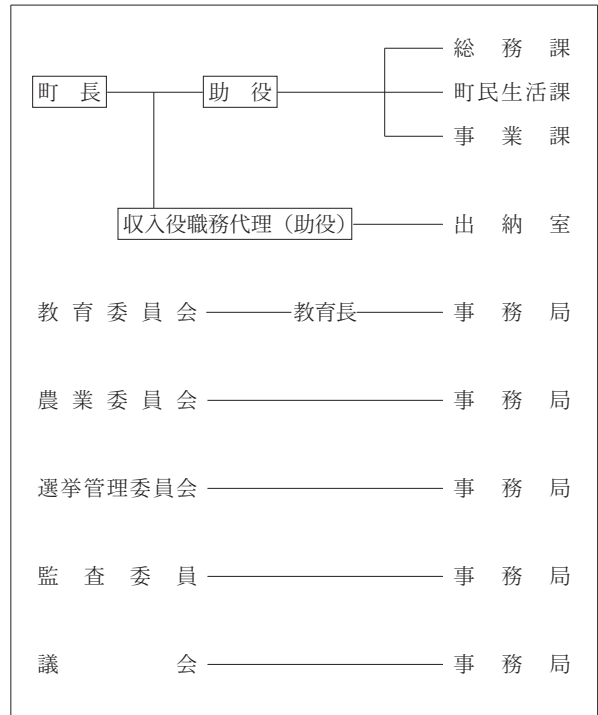 総務課
町長 助役 町民生活課
事業課
収入役職務代理（助役） 出納室
教育委員会 教育長 事務局
農業委員会 事務局
選挙管理委員会 事務局
監査委員 事務局
議会 事務局